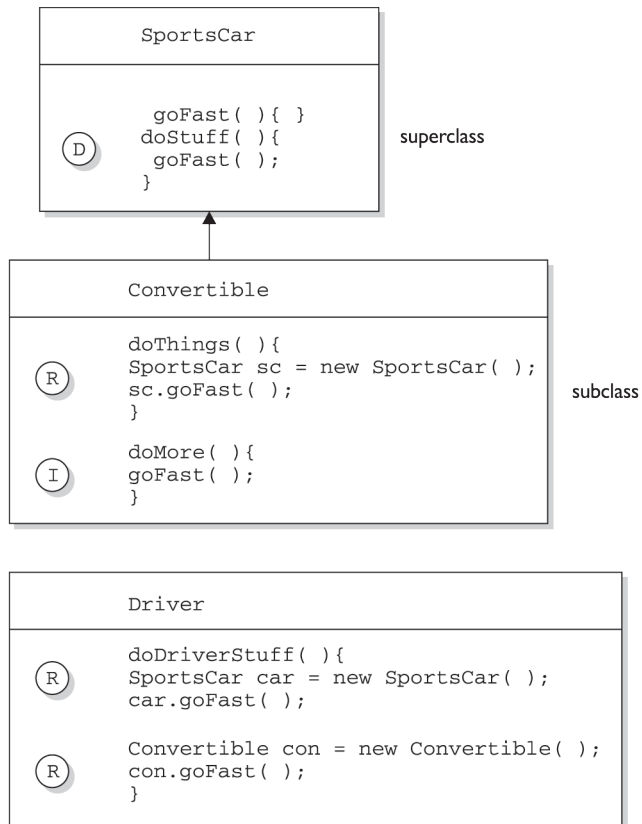 SportsCar
goFast( ){ }
D
doStuff( ){
goFast( );
}
superclass
Convertible
doThings( ){
R
SportsCar sc = new SportsCar( );
sc.goFast( );
}
subclass
doMore( ){
I
goFast( );
}
Driver
doDriverStuff( ){
R
SportsCar car = new SportsCar( );
car.goFast( );
Convertible con = new Convertible( );
R
con.goFast( );
}